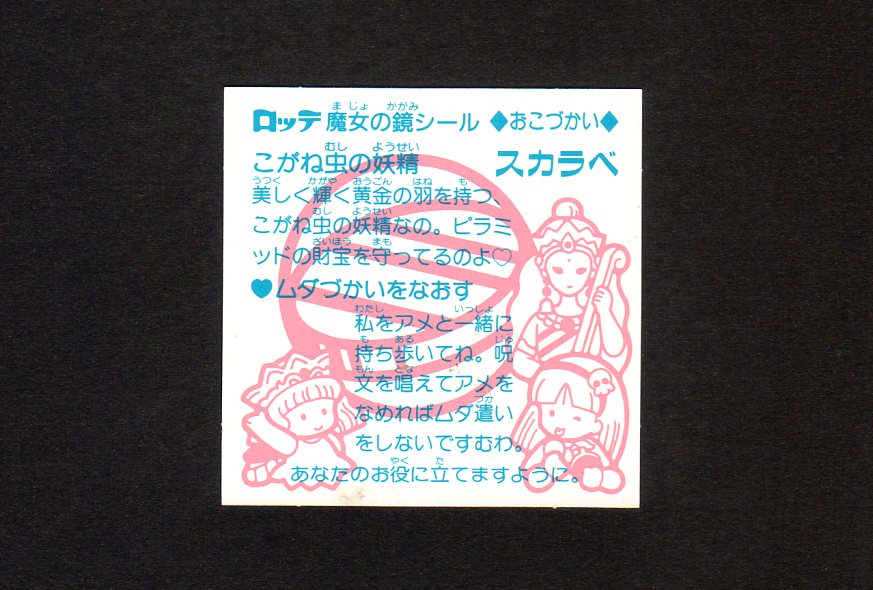 ロッテ 魔女の鏡シール ◆おこづかい◆
こがね虫の妖精 スカラベ
美しく輝く黄金の羽を持つ、
こがね虫の妖精なの。ピラミ
ッドの財宝を守ってるのよ♡
♥ムダづかいをなおす
私をアメと一緒に
持ち歩いてね。呪
文を唱えてアメを
なめればムダ遣い
をしないですむわ。
あなたのお役に立てますように。